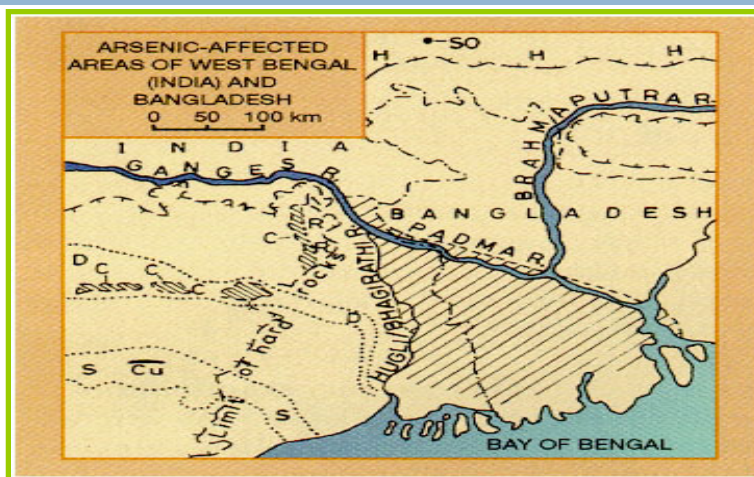 ARSENIC-AFFECTED
AREAS OF WEST BENGAL
(INDIA) AND
BANGLADESH
0 50 100 km
SO
H H H
INDIA
GANGES R
BRAHMAPUTRA R
BANGLADESH
PADMA R
HUGLI/BHAGIRATHI R
R
R
C
D
C
C
C
D
S
Cu
S
Limit of hard rocks
BAY OF BENGAL